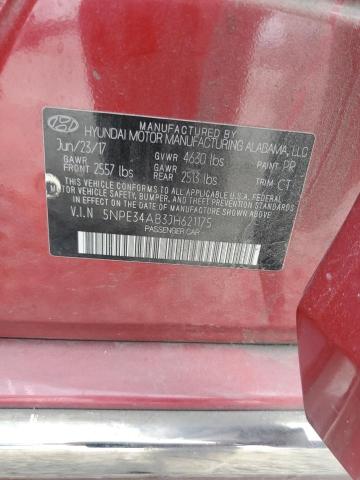 MANUFACTURED BY
HYUNDAI MOTOR MANUFACTURING ALABAMA, LLC
Jun/23/17 GVWR 4630 lbs PAINT: PR
GAWR FRONT 2557 lbs GAWR REAR 2513 lbs TRIM: CT
THIS VEHICLE CONFORMS TO ALL APPLICABLE U.S. FEDERAL
MOTOR VEHICLE SAFETY, BUMPER, AND THEFT PREVENTION
STANDARDS IN EFFECT ON THE DATE OF MANUFACTURE SHOWN ABOVE.
V.I.N 5NPE34AB3JH621175
PASSENGER CAR